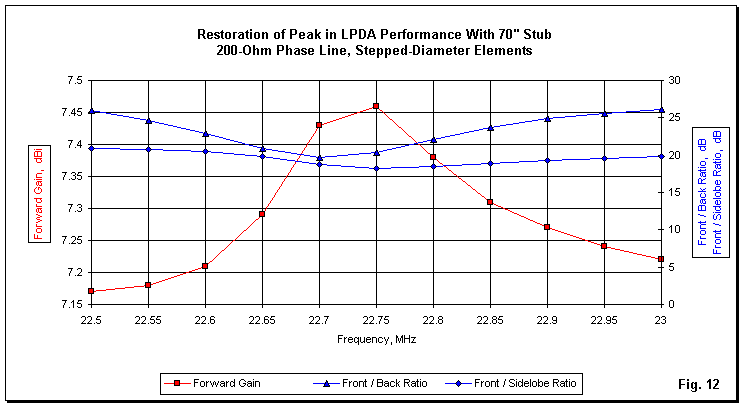 Restoration of Peak in LPDA Performance With 70" Stub
200-Ohm Phase Line, Stepped-Diameter Elements
7.5
7.45
7.4
7.35
7.3
7.25
7.2
7.15
Forward Gain, dBi
30
25
20
15
10
5
0
Front / Back Ratio, dB
Front / Sidelobe Ratio, dB
22.5 22.55 22.6 22.65 22.7 22.75 22.8 22.85 22.9 22.95 23
Frequency, MHz
Forward Gain Front / Back Ratio Front / Sidelobe Ratio
Fig. 12